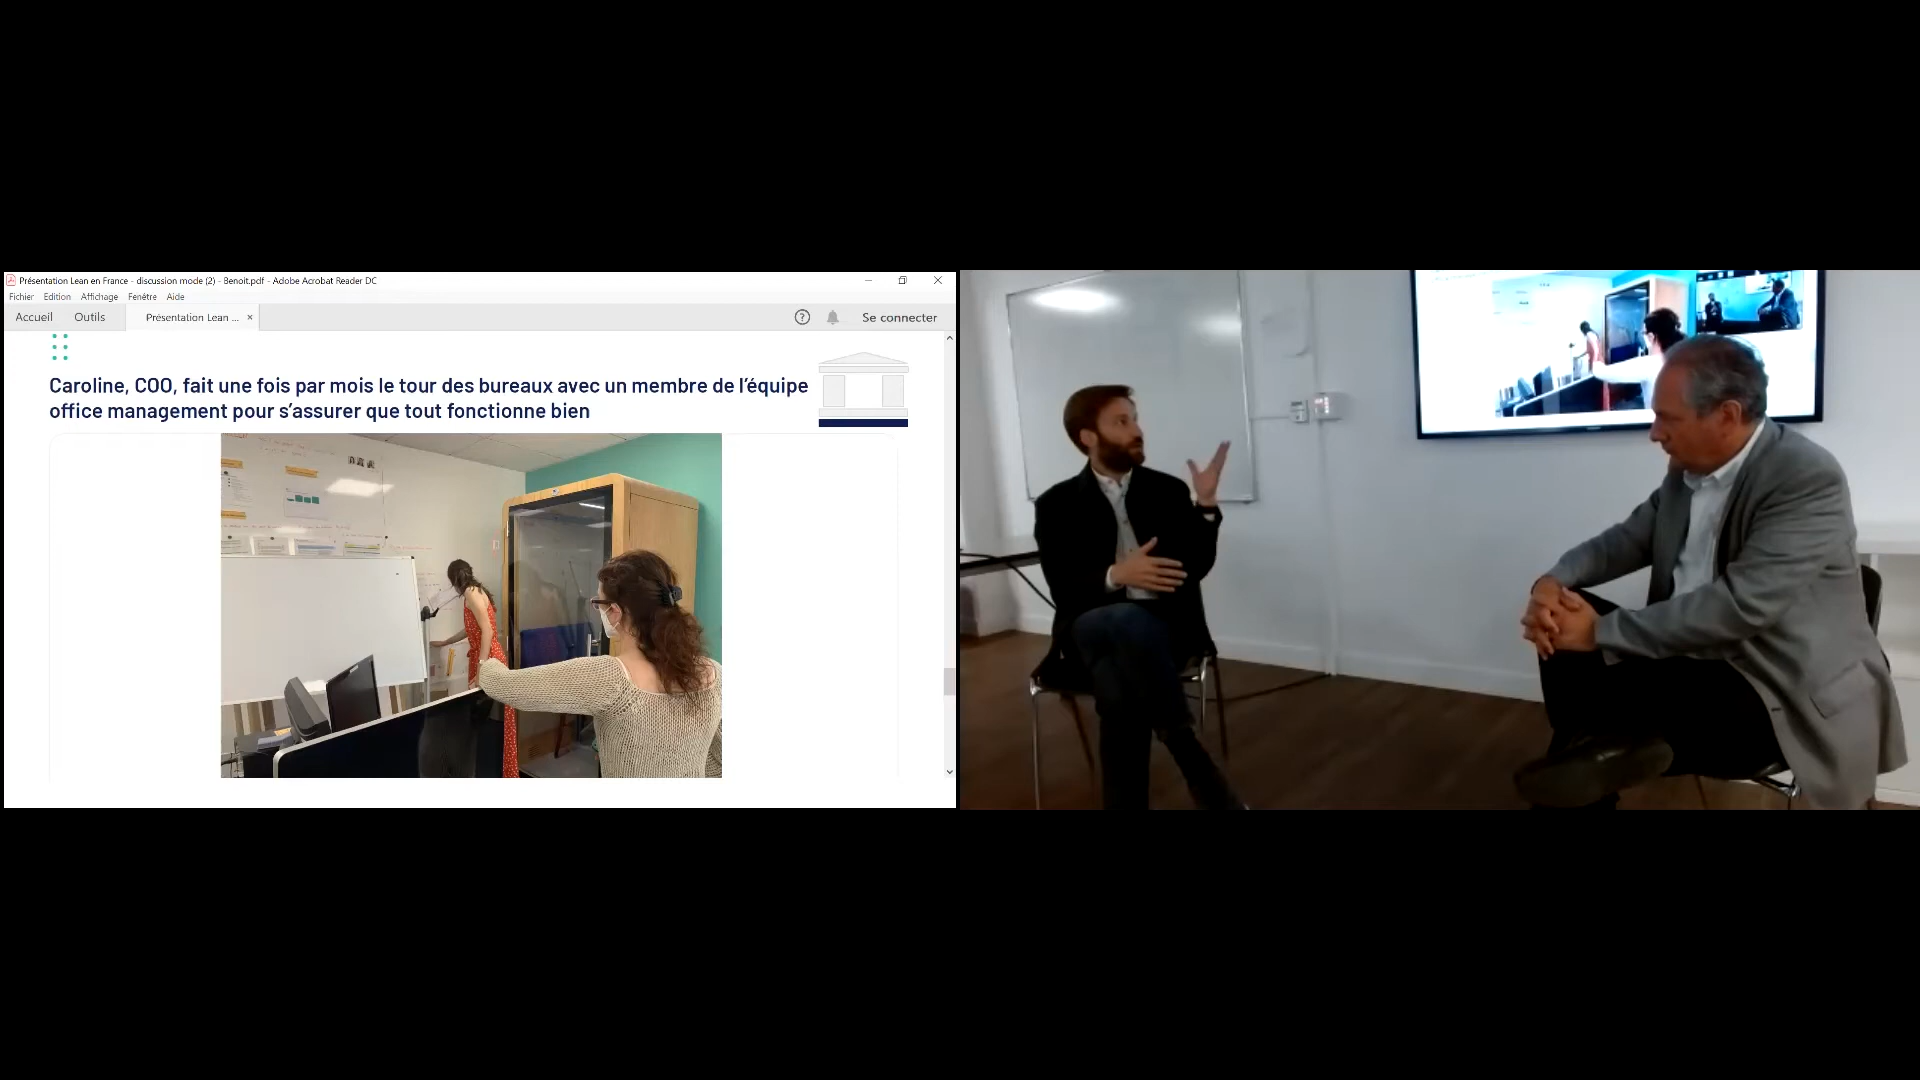 Présentation Lean en France - discussion mode (2) - Benoit.pdf - Adobe Acrobat Reader DC
Fichier Edition Affichage Fenêtre Aide
Accueil Outils Présentation Lean ... × Se connecter
Caroline, COO, fait une fois par mois le tour des bureaux avec un membre de l’équipe
office management pour s’assurer que tout fonctionne bien